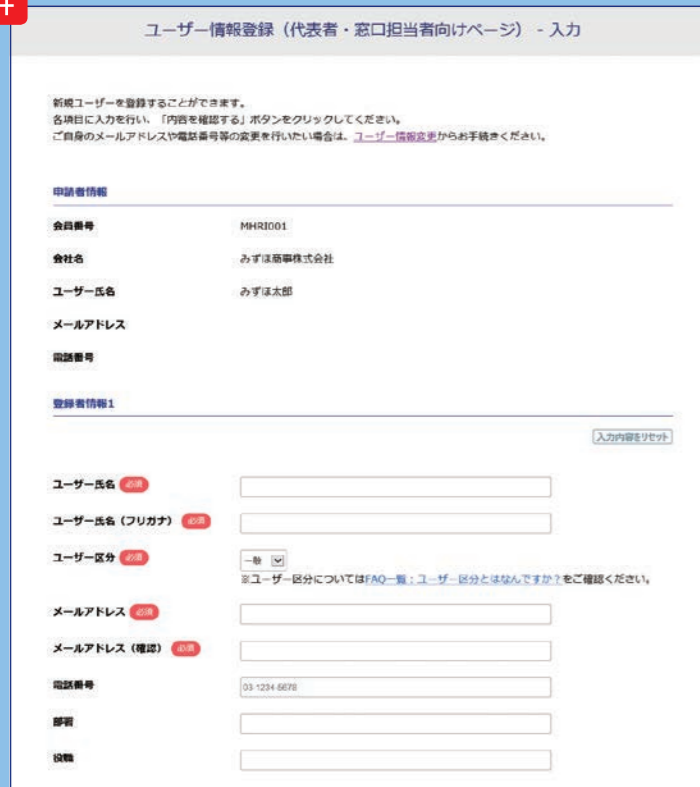 ユーザー情報登録（代表者・窓口担当者向けページ） - 入力
新規ユーザーを登録することができます。
各項目に入力を行い、「内容を確認する」ボタンをクリックしてください。
ご自身のメールアドレスや電話番号等の変更を行いたい場合は、ユーザー情報変更からお手続きください。
申請者情報
会員番号 MHRI001
会社名 みずほ商事株式会社
ユーザー氏名 みずほ太郎
メールアドレス
電話番号
登録者情報1
入力内容をリセット
ユーザー氏名 必須
ユーザー氏名（フリガナ） 必須
ユーザー区分 必須 一般
※ユーザー区分についてはFAQ一覧：ユーザー区分とはなんですか？をご確認ください。
メールアドレス 必須
メールアドレス（確認） 必須
電話番号 03-1234-5678
部署
役職